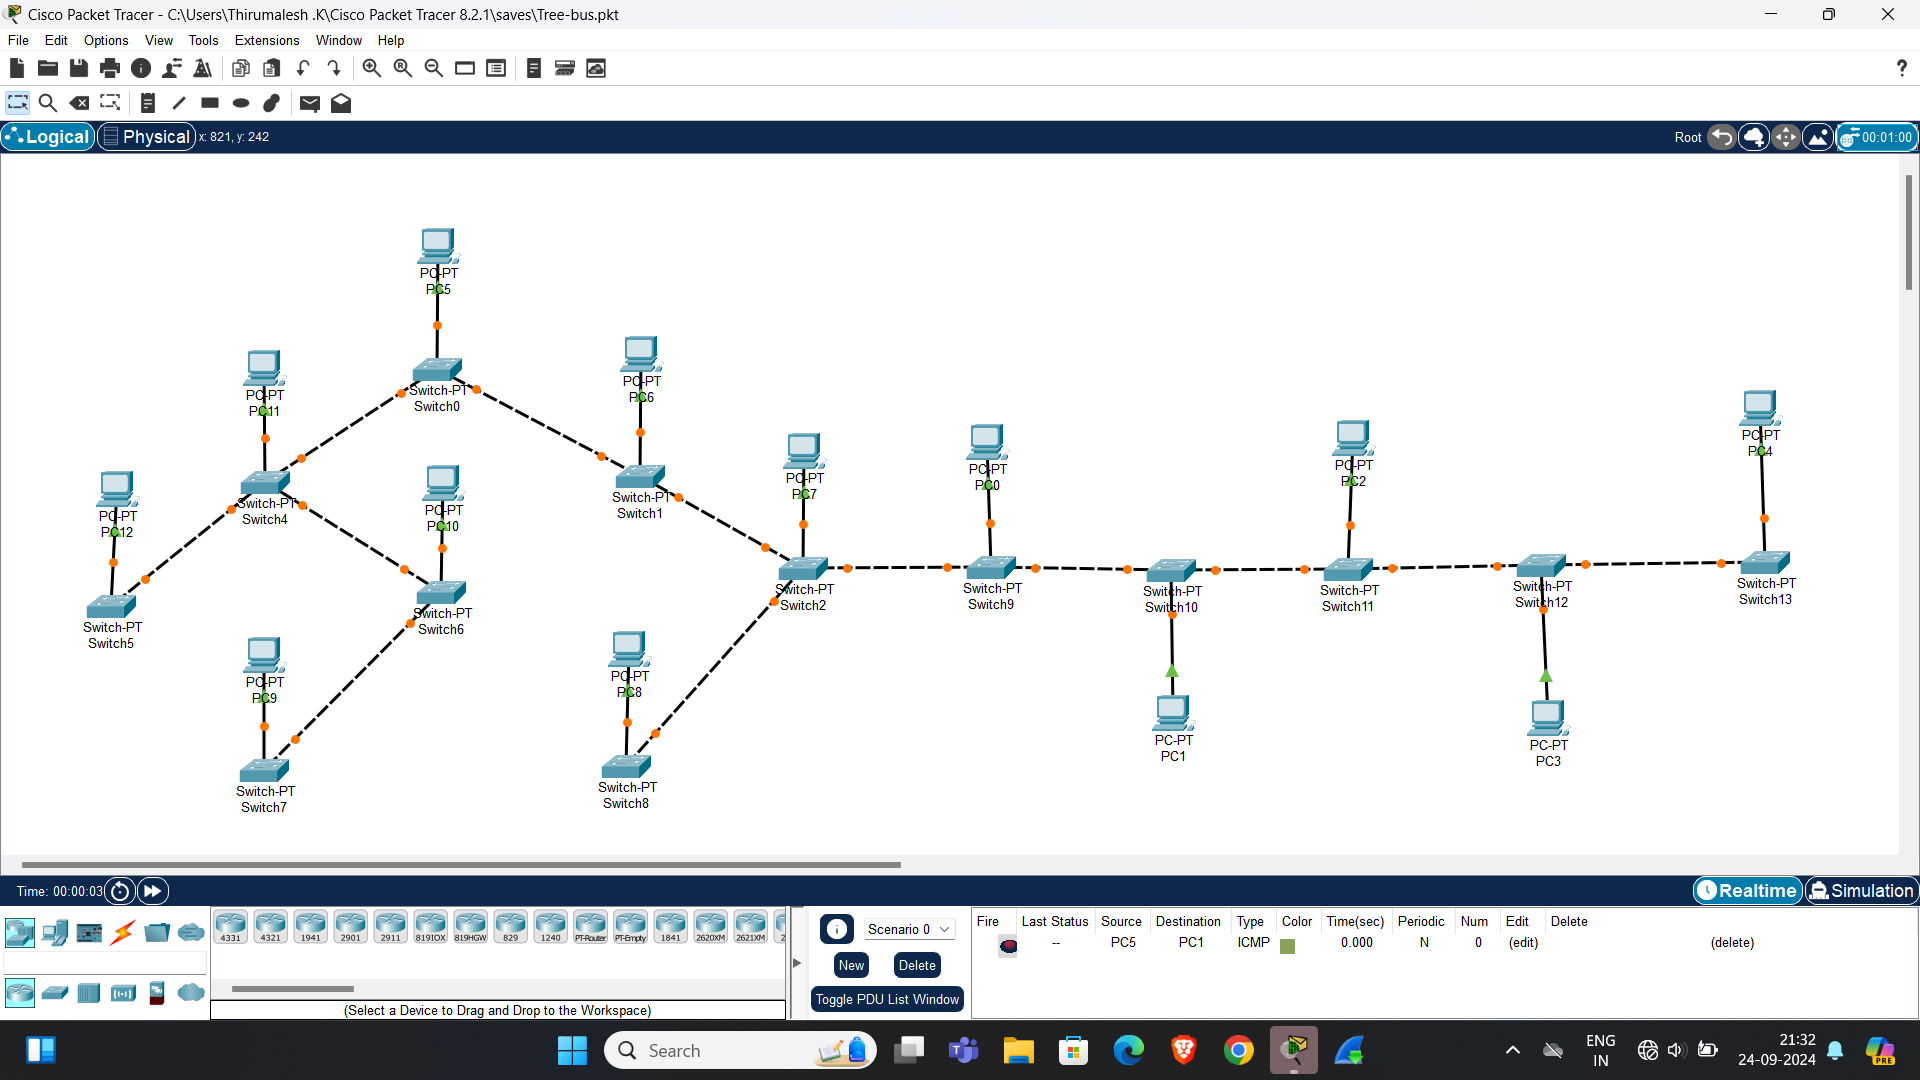 Cisco Packet Tracer - C:\Users\Thirumalesh .K\Cisco Packet Tracer 8.2.1\saves\Tree-bus.pkt
File Edit Options View Tools Extensions Window Help
Logical Physical x: 821, y: 242 Root 00:01:00
PC-PT
PC5
PC-PT
PC11
Switch-PT
Switch0
PC-PT
PC6
PC-PT
PC12
Switch-PT
Switch4
PC-PT
PC10
Switch-PT
Switch1
PC-PT
PC7
PC-PT
PC0
PC-PT
PC2
PC-PT
PC4
Switch-PT
Switch5
Switch-PT
Switch6
Switch-PT
Switch2
Switch-PT
Switch9
Switch-PT
Switch10
Switch-PT
Switch11
Switch-PT
Switch12
Switch-PT
Switch13
PC-PT
PC9
PC-PT
PC8
PC-PT
PC1
PC-PT
PC3
Switch-PT
Switch7
Switch-PT
Switch8
Time: 00:00:03 Realtime Simulation
4331 4321 1941 2901 2911 819IOX 819HGW 829 1240 PT-Router PT-Empty 1841 2620XM 2621XM 2
(Select a Device to Drag and Drop to the Workspace)
Scenario 0
New Delete
Toggle PDU List Window
Fire Last Status Source Destination Type Color Time(sec) Periodic Num Edit Delete
-- PC5 PC1 ICMP 0.000 N 0 (edit) (delete)
Search
ENG
IN
21:32
24-09-2024
PRE